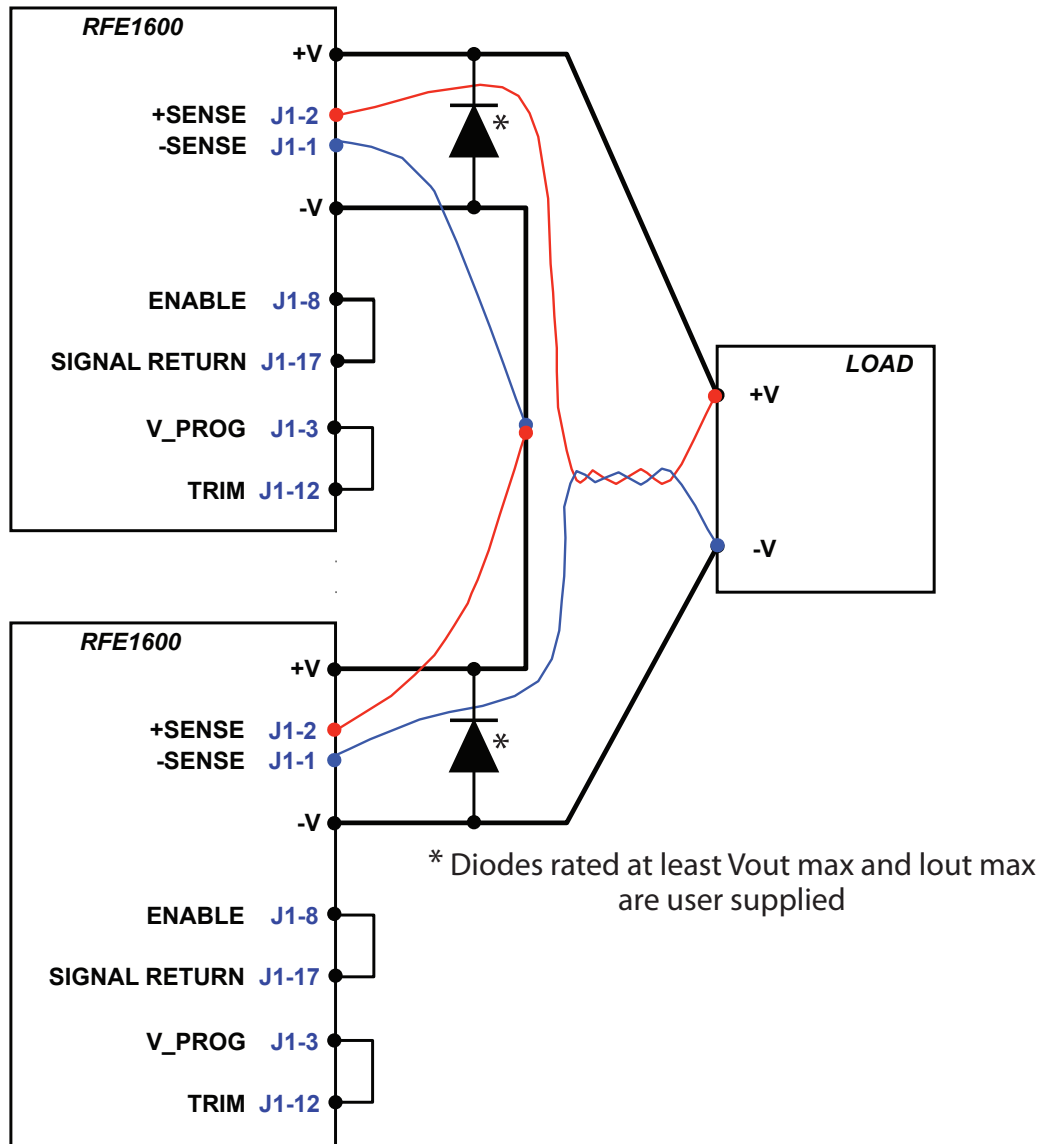 RFE1600
+V
+SENSE J1-2
-SENSE J1-1
*
-V
ENABLE J1-8
SIGNAL RETURN J1-17
LOAD
+V
V_PROG J1-3
TRIM J1-12
-V
RFE1600
+V
+SENSE J1-2
-SENSE J1-1
*
-V
* Diodes rated at least Vout max and Iout max
are user supplied
ENABLE J1-8
SIGNAL RETURN J1-17
V_PROG J1-3
TRIM J1-12